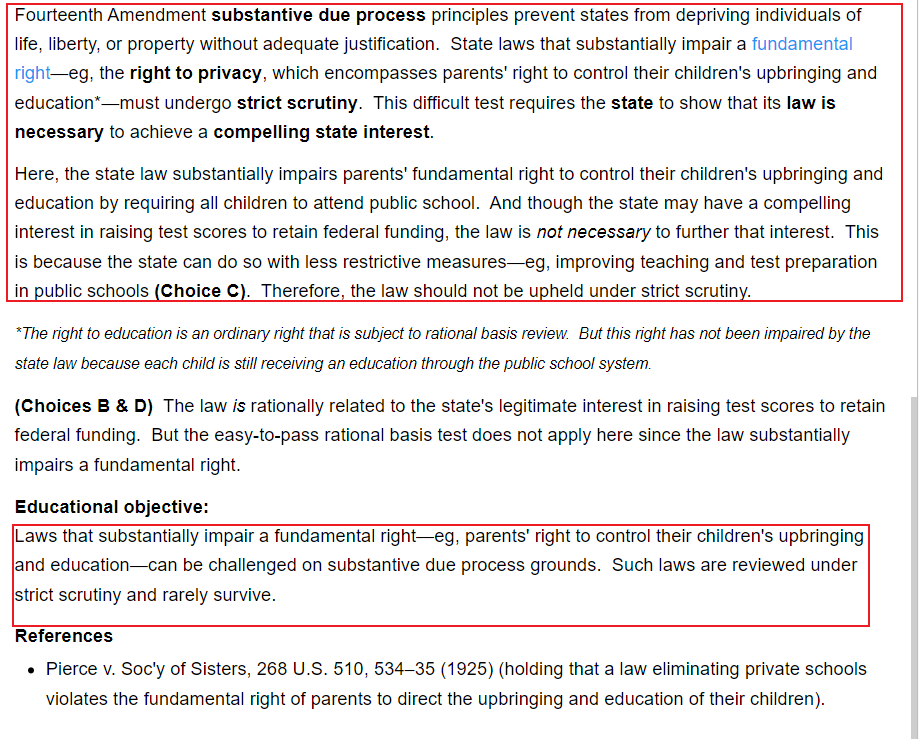 Fourteenth Amendment substantive due process principles prevent states from depriving individuals of
life, liberty, or property without adequate justification.  State laws that substantially impair a fundamental
right—eg, the right to privacy, which encompasses parents' right to control their children's upbringing and
education*—must undergo strict scrutiny.  This difficult test requires the state to show that its law is
necessary to achieve a compelling state interest.
Here, the state law substantially impairs parents' fundamental right to control their children's upbringing and
education by requiring all children to attend public school.  And though the state may have a compelling
interest in raising test scores to retain federal funding, the law is not necessary to further that interest.  This
is because the state can do so with less restrictive measures—eg, improving teaching and test preparation
in public schools (Choice C).  Therefore, the law should not be upheld under strict scrutiny.
*The right to education is an ordinary right that is subject to rational basis review.  But this right has not been impaired by the
state law because each child is still receiving an education through the public school system.
(Choices B & D)  The law is rationally related to the state's legitimate interest in raising test scores to retain
federal funding.  But the easy-to-pass rational basis test does not apply here since the law substantially
impairs a fundamental right.
Educational objective:
Laws that substantially impair a fundamental right—eg, parents' right to control their children's upbringing
and education—can be challenged on substantive due process grounds.  Such laws are reviewed under
strict scrutiny and rarely survive.
References
• Pierce v. Soc'y of Sisters, 268 U.S. 510, 534–35 (1925) (holding that a law eliminating private schools
violates the fundamental right of parents to direct the upbringing and education of their children).